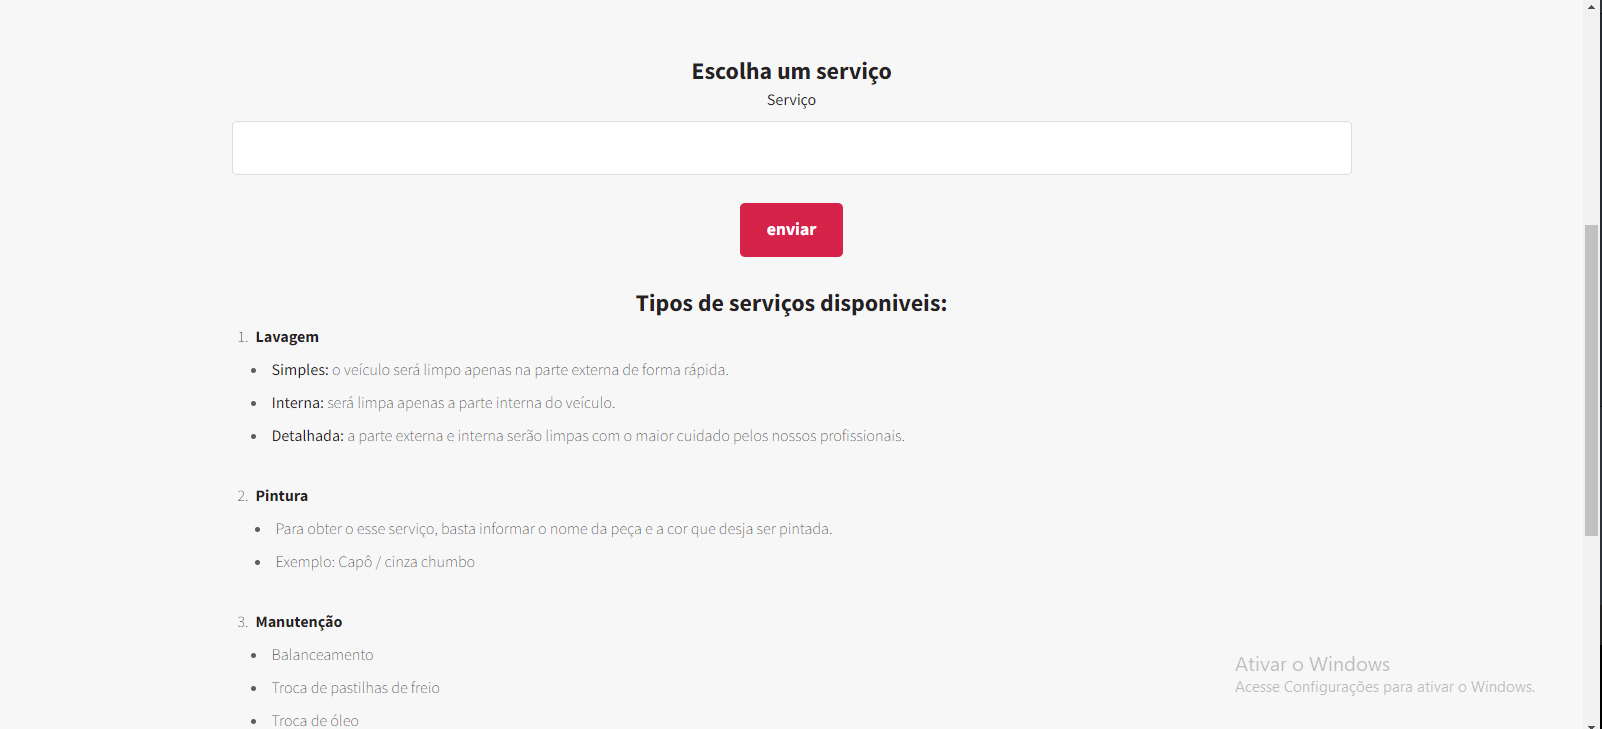 Escolha um serviço
Serviço
enviar
Tipos de serviços disponiveis:
1. Lavagem
• Simples: o veículo será limpo apenas na parte externa de forma rápida.
• Interna: será limpa apenas a parte interna do veículo.
• Detalhada: a parte externa e interna serão limpas com o maior cuidado pelos nossos profissionais.
2. Pintura
• Para obter o esse serviço, basta informar o nome da peça e a cor que desja ser pintada.
• Exemplo: Capô / cinza chumbo
3. Manutenção
• Balanceamento
• Troca de pastilhas de freio
• Troca de óleo
Ativar o Windows
Acesse Configurações para ativar o Windows.